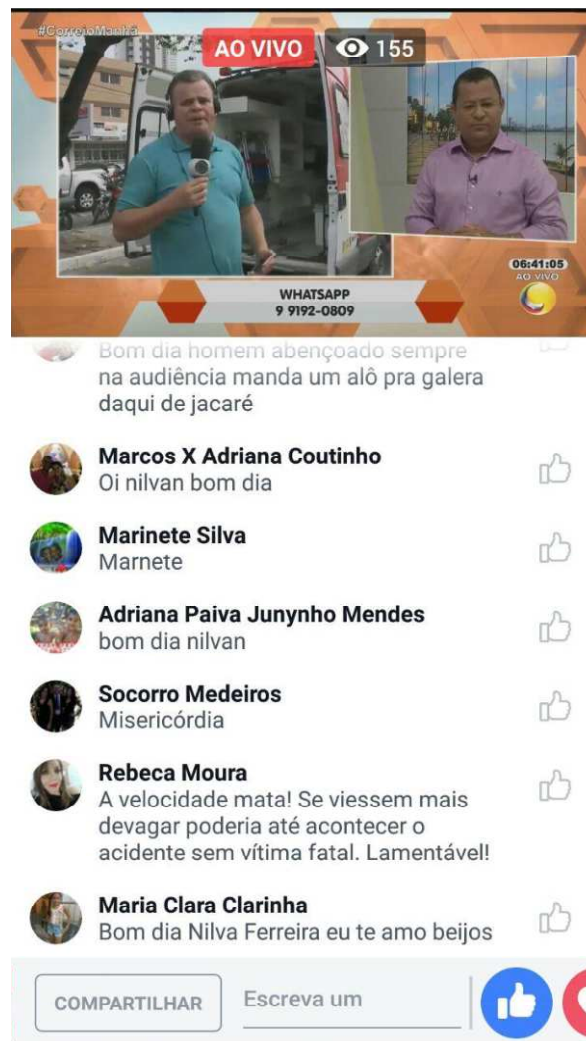 #CorreioManhã
AO VIVO
155
06:41:05
AO VIVO
WHATSAPP
9 9192-0809
Bom dia homem abençoado sempre
na audiência manda um alô pra galera
daqui de jacaré
Marcos X Adriana Coutinho
Oi nilvan bom dia
Marinete Silva
Marnete
Adriana Paiva Junynho Mendes
bom dia nilvan
Socorro Medeiros
Misericórdia
Rebeca Moura
A velocidade mata! Se viessem mais
devagar poderia até acontecer o
acidente sem vítima fatal. Lamentável!
Maria Clara Clarinha
Bom dia Nilva Ferreira eu te amo beijos
COMPARTILHAR
Escreva um